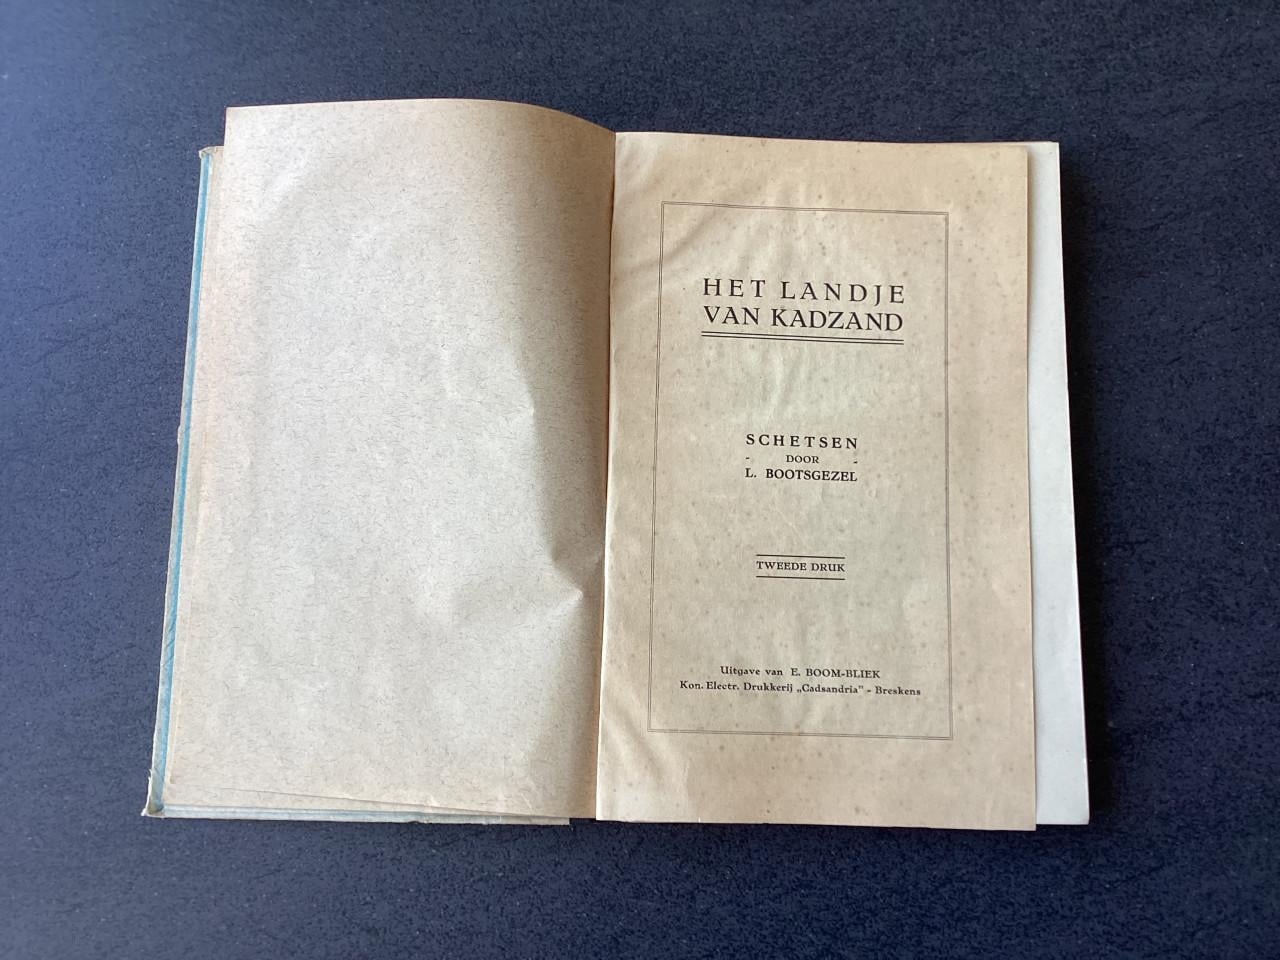 HET LANDJE
VAN KADZAND
SCHETSEN
- DOOR -
L. BOOTSGEZEL
TWEEDE DRUK
Uitgave van E. BOOM-BLIEK
Kon. Electr. Drukkerij „Cadsandria" - Breskens